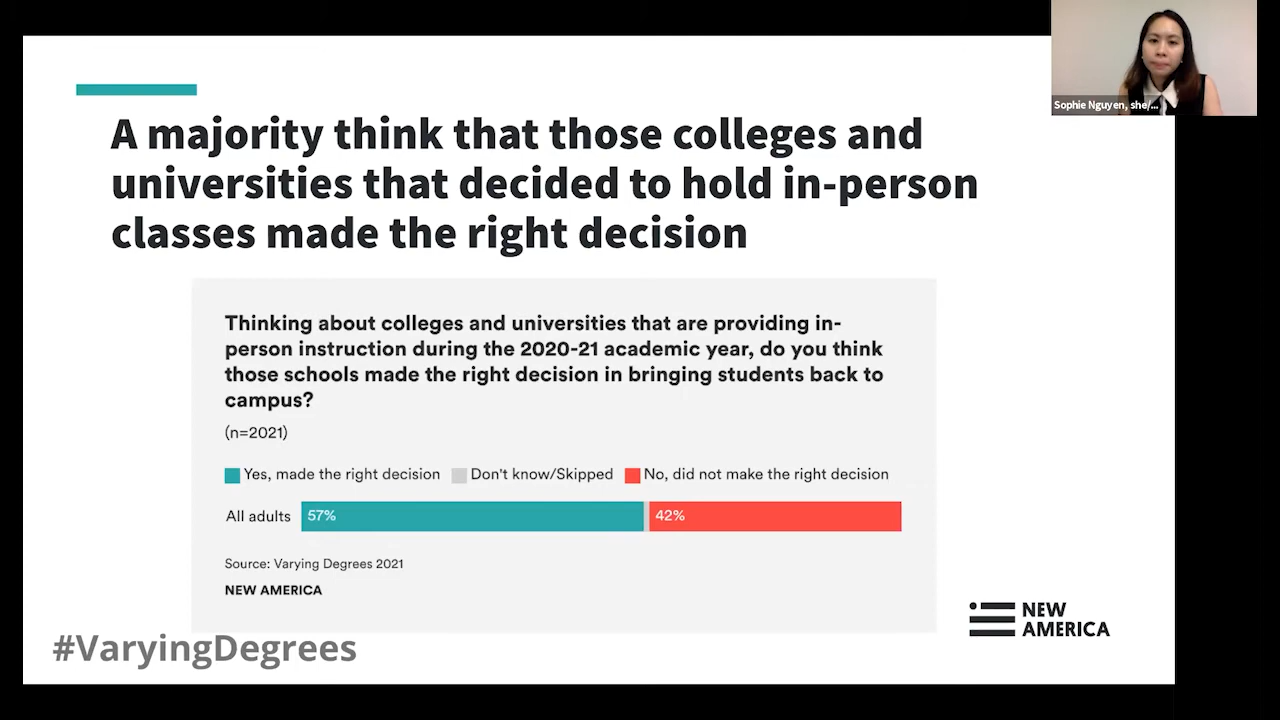 Sophie Nguyen, she/...
A majority think that those colleges and
universities that decided to hold in-person
classes made the right decision
Thinking about colleges and universities that are providing in-
person instruction during the 2020-21 academic year, do you think
those schools made the right decision in bringing students back to
campus?
(n=2021)
Yes, made the right decision Don't know/Skipped No, did not make the right decision
All adults 57% 42%
Source: Varying Degrees 2021
NEW AMERICA
NEW
AMERICA
#VaryingDegrees